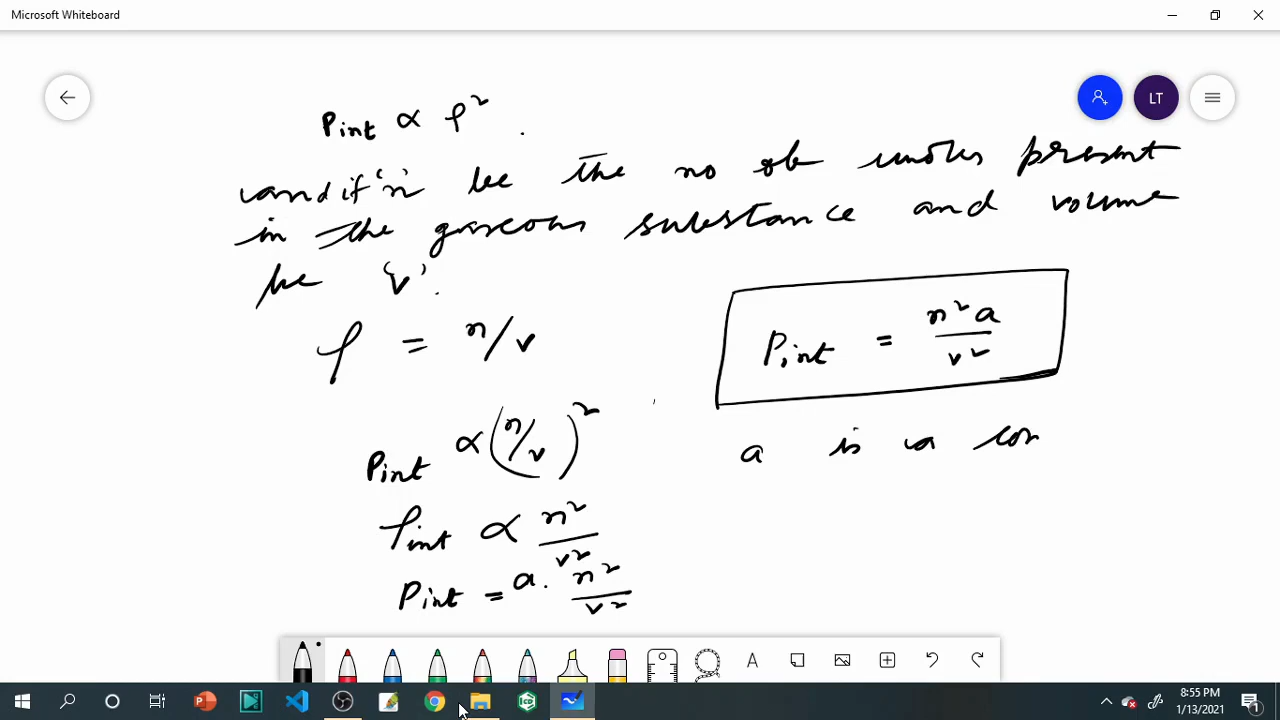 Microsoft Whiteboard
Pint ∝ ρ²
and if 'n' be the no of moles present
in the gaseous substance and volume
be 'v'.
ρ = n/v
Pint ∝ (n/v)²
Pint ∝ n²/v²
Pint = a. n²/v²
Pint = n²a/v²
a is a con
LT
A
8:55 PM
1/13/2021